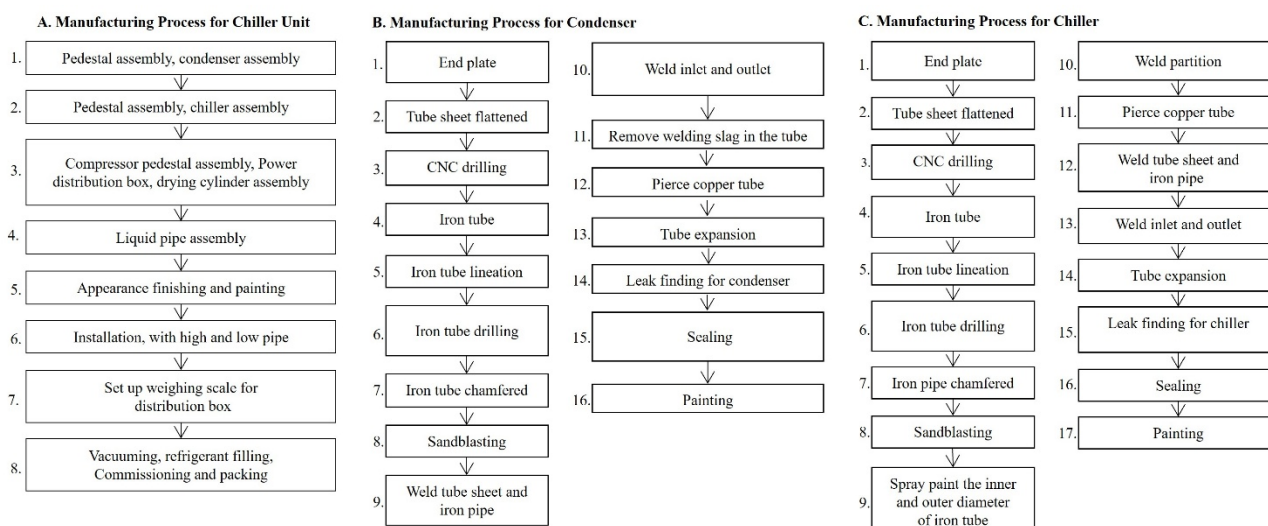 A. Manufacturing Process for Chiller Unit
1. Pedestal assembly, condenser assembly
2. Pedestal assembly, chiller assembly
3. Compressor pedestal assembly, Power
distribution box, drying cylinder assembly
4. Liquid pipe assembly
5. Appearance finishing and painting
6. Installation, with high and low pipe
7. Set up weighing scale for
distribution box
8. Vacuuming, refrigerant filling,
Commissioning and packing
B. Manufacturing Process for Condenser
1. End plate
2. Tube sheet flattened
3. CNC drilling
4. Iron tube
5. Iron tube lineation
6. Iron tube drilling
7. Iron tube chamfered
8. Sandblasting
9. Weld tube sheet and
iron pipe
10. Weld inlet and outlet
11. Remove welding slag in the tube
12. Pierce copper tube
13. Tube expansion
14. Leak finding for condenser
15. Sealing
16. Painting
C. Manufacturing Process for Chiller
1. End plate
2. Tube sheet flattened
3. CNC drilling
4. Iron tube
5. Iron tube lineation
6. Iron tube drilling
7. Iron pipe chamfered
8. Sandblasting
9. Spray paint the inner
and outer diameter
of iron tube
10. Weld partition
11. Pierce copper tube
12. Weld tube sheet and
iron pipe
13. Weld inlet and outlet
14. Tube expansion
15. Leak finding for chiller
16. Sealing
17. Painting